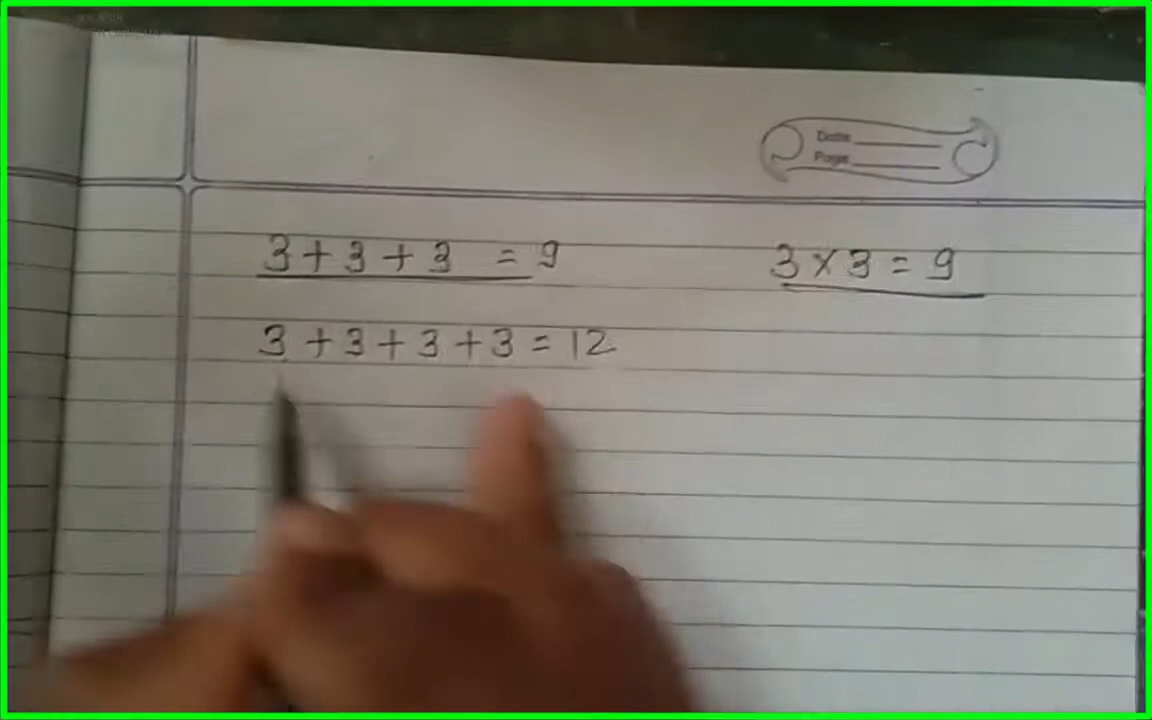 Date
Page
3 + 3 + 3 = 9
3 × 3 = 9
3 + 3 + 3 + 3 = 12